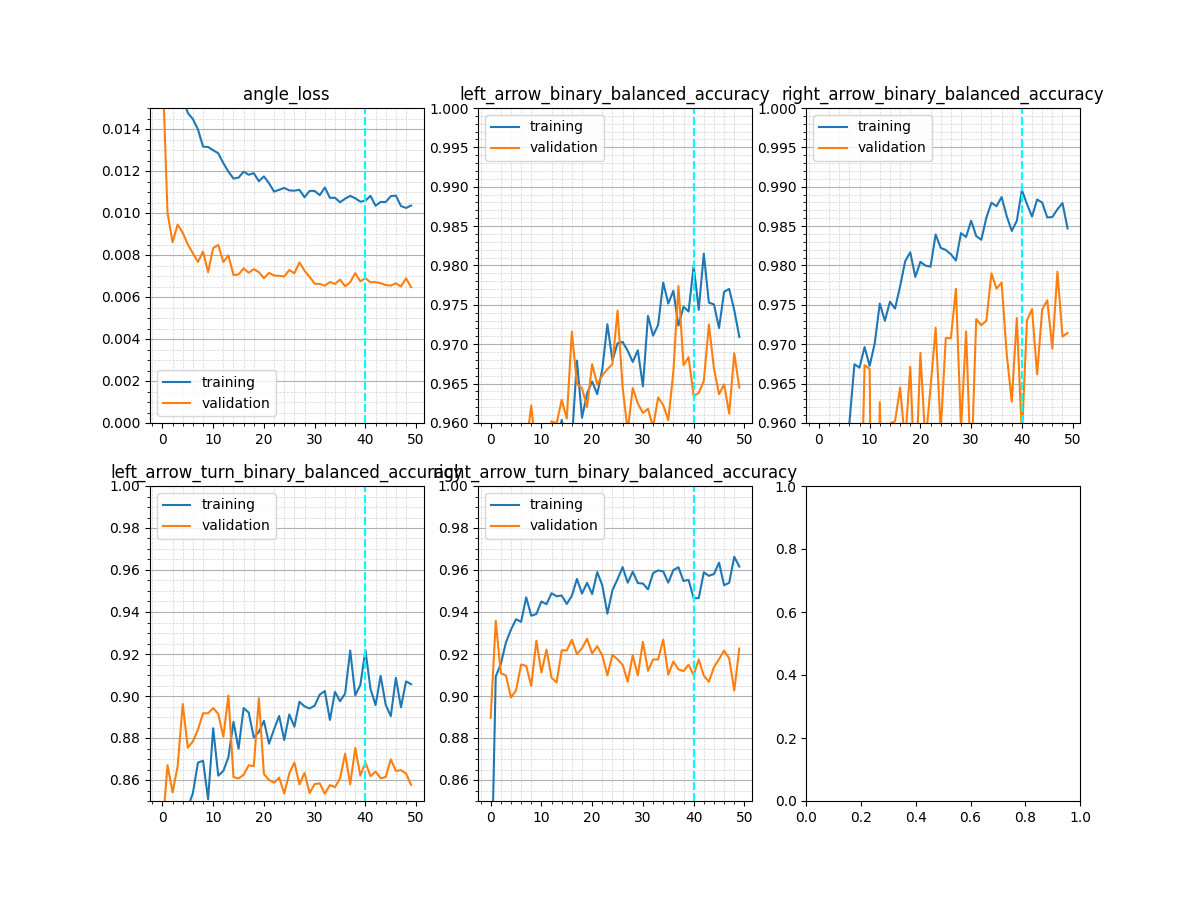 angle_loss
0.014
0.012
0.010
0.008
0.006
0.004
0.002
0.000
0 10 20 30 40 50
training
validation
left_arrow_binary_balanced_accuracy
1.000
0.995
0.990
0.985
0.980
0.975
0.970
0.965
0.960
0 10 20 30 40 50
training
validation
right_arrow_binary_balanced_accuracy
1.000
0.995
0.990
0.985
0.980
0.975
0.970
0.965
0.960
0 10 20 30 40 50
training
validation
left_arrow_turn_binary_balanced_accuracy
1.00
0.98
0.96
0.94
0.92
0.90
0.88
0.86
0 10 20 30 40 50
training
validation
right_arrow_turn_binary_balanced_accuracy
1.00
0.98
0.96
0.94
0.92
0.90
0.88
0.86
0 10 20 30 40 50
training
validation
1.0
0.8
0.6
0.4
0.2
0.0
0.0 0.2 0.4 0.6 0.8 1.0